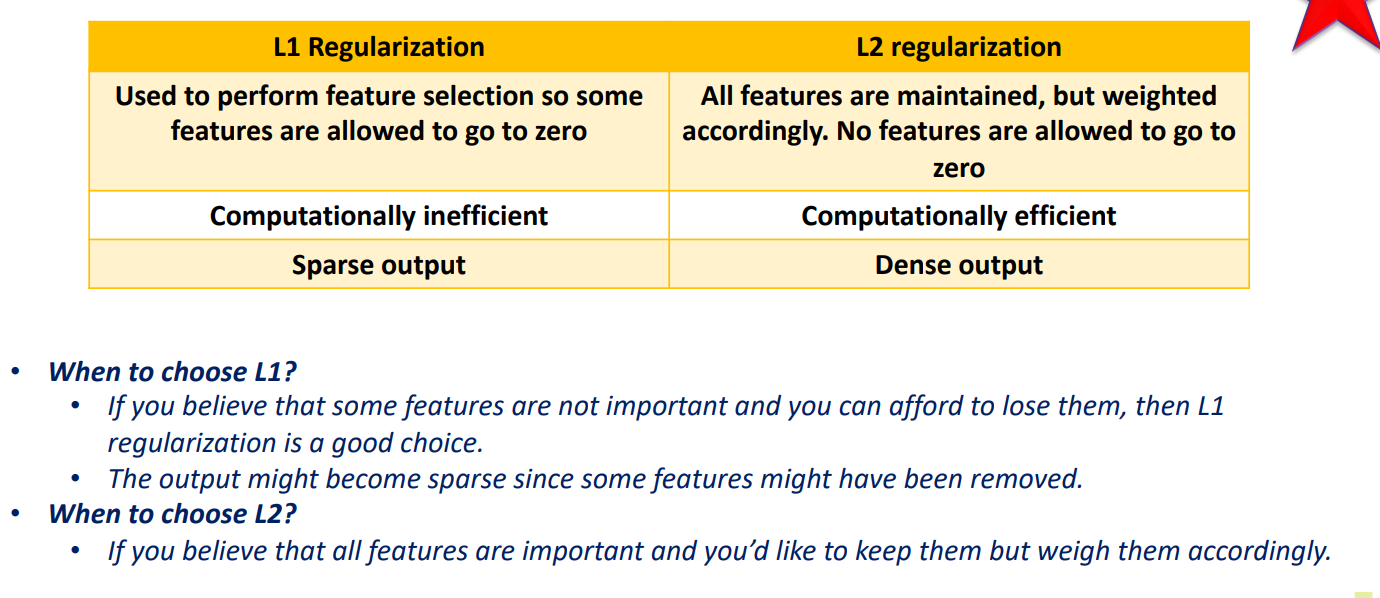 L1 Regularization
L2 regularization
Used to perform feature selection so some
features are allowed to go to zero
All features are maintained, but weighted
accordingly. No features are allowed to go to
zero
Computationally inefficient
Computationally efficient
Sparse output
Dense output
• When to choose L1?
• If you believe that some features are not important and you can afford to lose them, then L1
regularization is a good choice.
• The output might become sparse since some features might have been removed.
• When to choose L2?
• If you believe that all features are important and you’d like to keep them but weigh them accordingly.